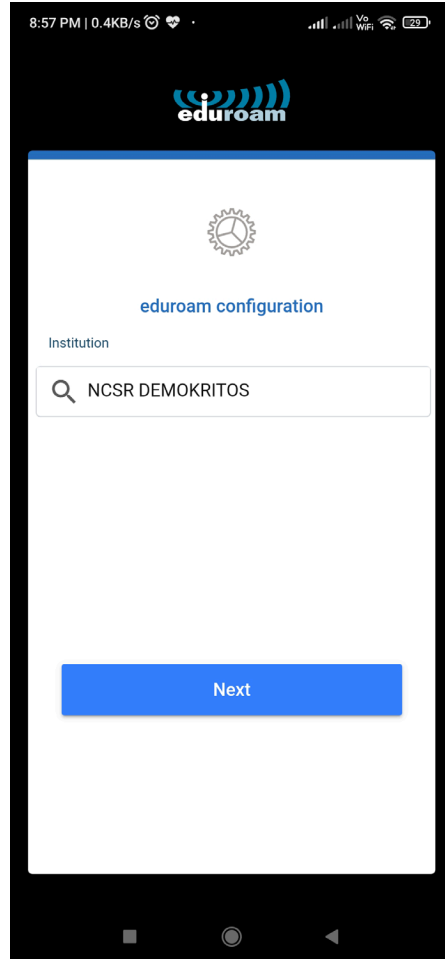 8:57 PM | 0.4KB/s Vo WiFi 29
eduroam
eduroam configuration
Institution
NCSR DEMOKRITOS
Next